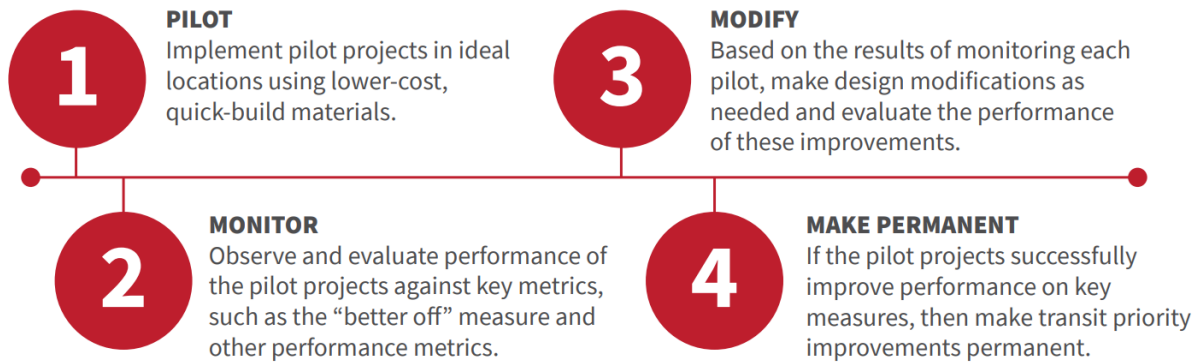 1
PILOT
Implement pilot projects in ideal
locations using lower-cost,
quick-build materials.
2
MONITOR
Observe and evaluate performance of
the pilot projects against key metrics,
such as the “better off” measure and
other performance metrics.
3
MODIFY
Based on the results of monitoring each
pilot, make design modifications as
needed and evaluate the performance
of these improvements.
4
MAKE PERMANENT
If the pilot projects successfully
improve performance on key
measures, then make transit priority
improvements permanent.